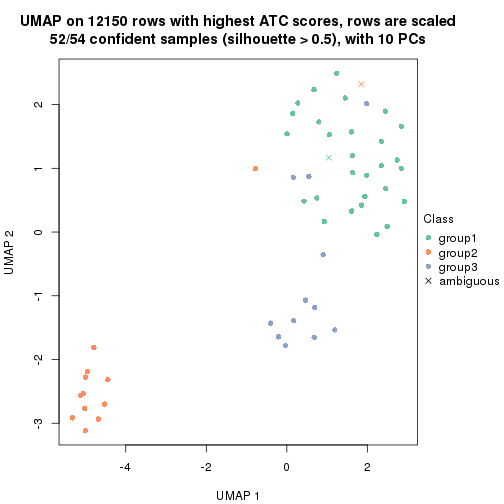 UMAP on 12150 rows with highest ATC scores, rows are scaled
52/54 confident samples (silhouette > 0.5), with 10 PCs
2
1
0
-1
-2
-3
UMAP 2
-4
-2
0
2
UMAP 1
Class
group1
group2
group3
ambiguous